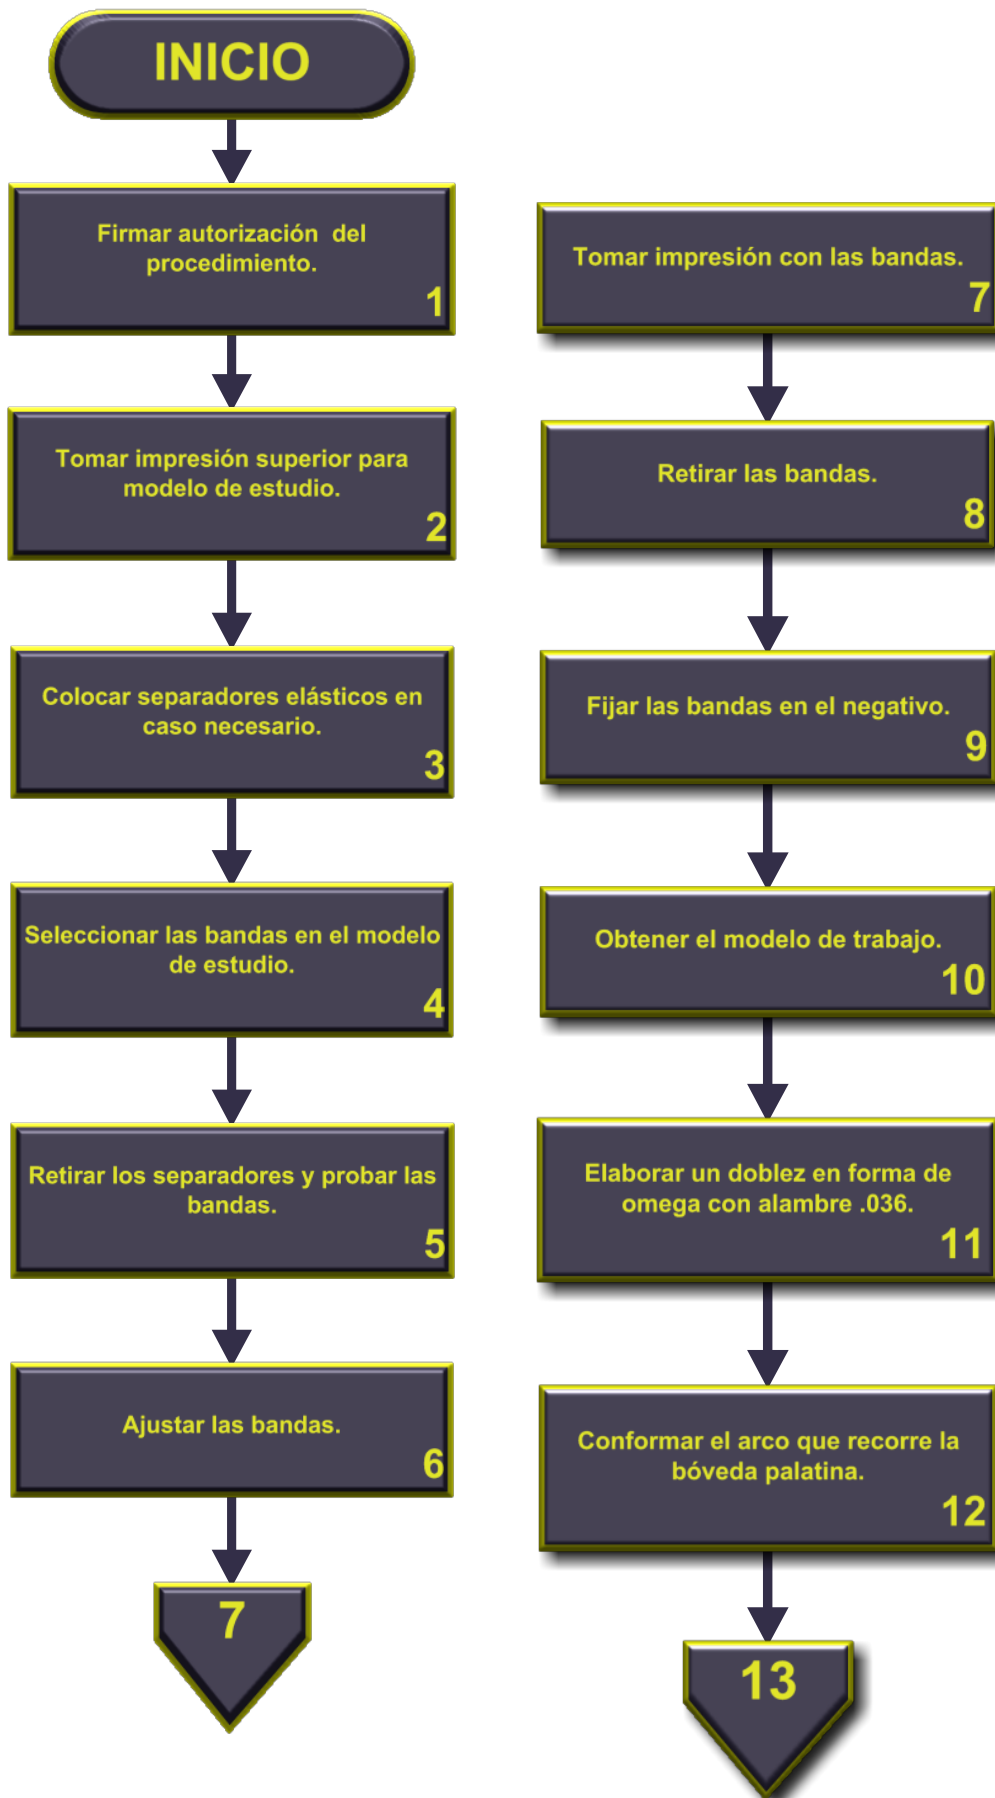 INICIO
Firmar autorización del
procedimiento.
1
Tomar impresión superior para
modelo de estudio.
2
Colocar separadores elásticos en
caso necesario.
3
Seleccionar las bandas en el modelo
de estudio.
4
Retirar los separadores y probar las
bandas.
5
Ajustar las bandas.
6
7
Tomar impresión con las bandas.
7
Retirar las bandas.
8
Fijar las bandas en el negativo.
9
Obtener el modelo de trabajo.
10
Elaborar un doblez en forma de
omega con alambre .036.
11
Conformar el arco que recorre la
bóveda palatina.
12
13